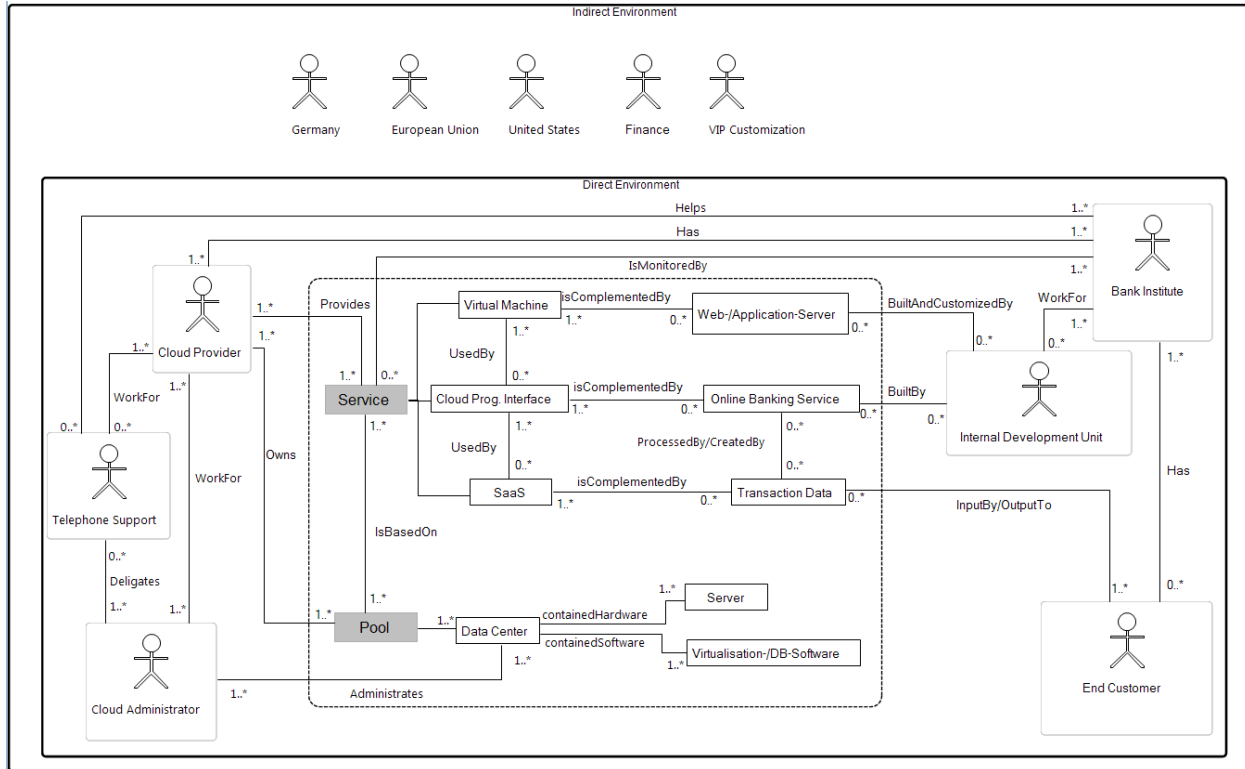 Indirect Environment
Germany
European Union
United States
Finance
VIP Customization
Direct Environment
Helps
1..*
Has
1..*
1..*
IsMonitoredBy
1..*
Bank Institute
Cloud Provider
1..*
Provides
1..*
1..*
0..*
Virtual Machine
isComplementedBy
1..*
0..*
Web-/Application-Server
BuiltAndCustomizedBy
0..*
0..*
WorkFor
1..*
0..*
1..*
UsedBy
0..*
Service
1..*
Cloud Prog. Interface
isComplementedBy
1..*
0..*
Online Banking Service
BuiltBy
0..*
0..*
Internal Development Unit
1..*
WorkFor
0..*
0..*
1..*
1..*
UsedBy
0..*
ProcessedBy/CreatedBy
0..*
0..*
Owns
WorkFor
SaaS
isComplementedBy
1..*
0..*
Transaction Data
0..*
InputBy/OutputTo
Has
1..*
Telephone Support
IsBasedOn
0..*
Deligates
1..*
1..*
1..*
1..*
Pool
1..*
Data Center
containedHardware
1..*
Server
containedSoftware
1..*
Virtualisation-/DB-Software
1..*
1..*
Administrates
Cloud Administrator
1..*
0..*
End Customer